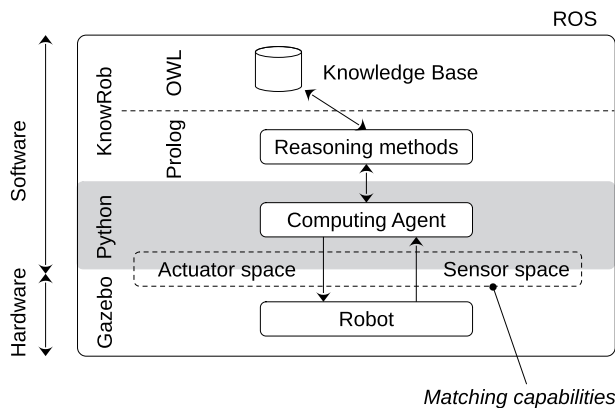 ROS
Software
KnowRob
OWL
Knowledge Base
Prolog
Reasoning methods
Python
Computing Agent
Actuator space
Sensor space
Hardware
Gazebo
Robot
Matching capabilities